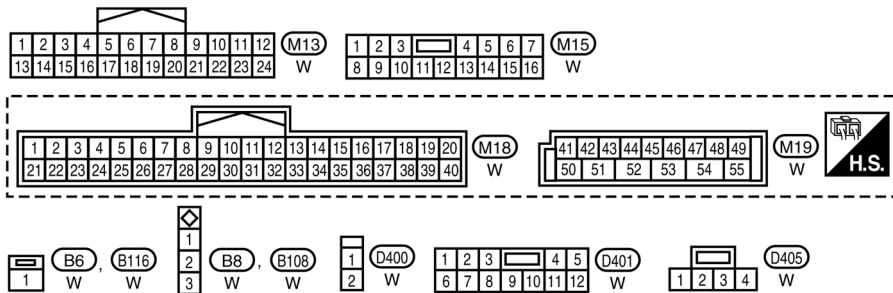 1 2 3 4 5 6 7 8 9 10 11 12 M13 1 2 3 4 5 6 7 M15
13 14 15 16 17 18 19 20 21 22 23 24 W 8 9 10 11 12 13 14 15 16 W
1 2 3 4 5 6 7 8 9 10 11 12 13 14 15 16 17 18 19 20 M18 41 42 43 44 45 46 47 48 49 M19
21 22 23 24 25 26 27 28 29 30 31 32 33 34 35 36 37 38 39 40 W 50 51 52 53 54 55 W H.S.
1 B6, B116 1 2 3 B8, B108 1 2 D400 1 2 3 4 5 D401 D405
W W W W W 6 7 8 9 10 11 12 W 1 2 3 4 W